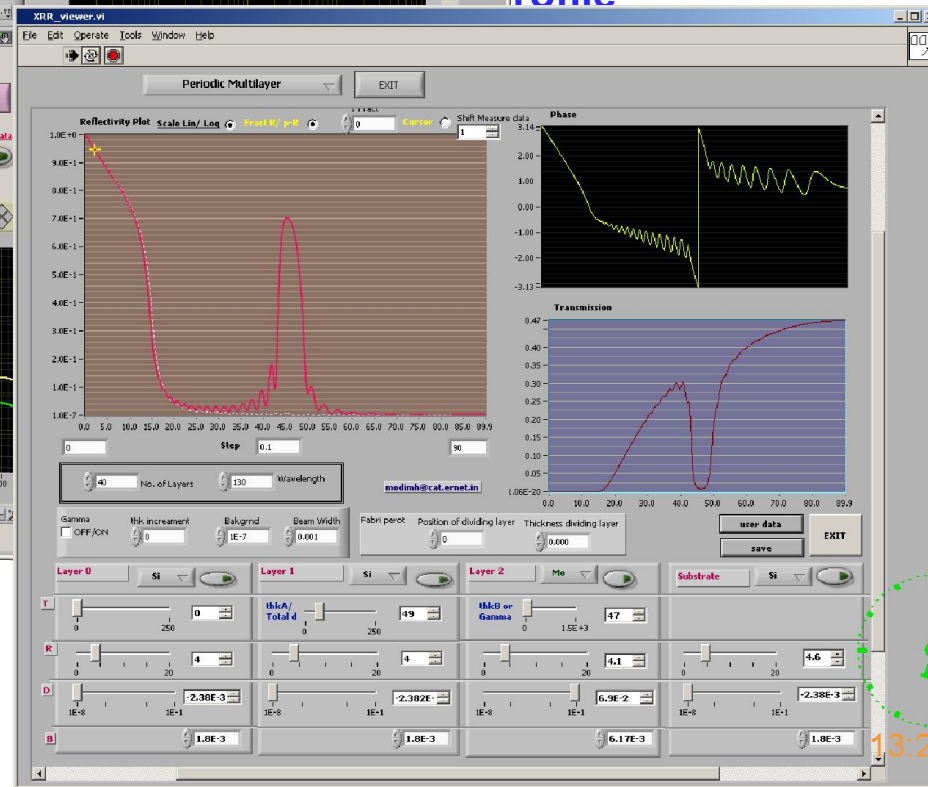 XRR_viewer.vi
File Edit Operate Tools Window Help
Periodic Multilayer
EXIT
Reflectivity Plot Scale Lin/ Log Fract R/ p-R 0 Cursor Shift Measure data 1
1.0E+0
9.0E-1
8.0E-1
7.0E-1
6.0E-1
5.0E-1
4.0E-1
3.0E-1
2.0E-1
1.0E-1
1.0E-7
0.0 5.0 10.0 15.0 20.0 25.0 30.0 35.0 40.0 45.0 50.0 55.0 60.0 65.0 70.0 75.0 80.0 85.0 89.9
0 Step 0.1 90
Phase
3.14
2.00
1.00
0.00
-1.00
-2.00
-3.13
Transmission
0.47
0.40
0.35
0.30
0.25
0.20
0.15
0.10
0.05
1.06E-20
0.0 10.0 20.0 30.0 40.0 50.0 60.0 70.0 80.0 89.9
40 No. of Layers 130 Wavelength
modimh@cat.ernet.in
Gamma OFF/ON
thk increament 0
Bakgrnd 1E-7
Beam Width 0.001
Fabri perot Position of dividing layer 0 Thickness dividing layer 0.000
user data
save
EXIT
Layer 0 Si Layer 1 Si Layer 2 Mo Substrate Si
T 0 250 0 thkA/ Total d 0 250 49 thkB or Gamma 0 1.5E+3 47
R 0 20 4 0 20 4 0 20 4.1 0 20 4.6
D 1E-8 1E-1 -2.38E-3 1E-8 1E-1 -2.382E- 1E-8 1E-1 6.9E-2 1E-8 1E-1 -2.38E-3
B 1.8E-3 1.8E-3 6.17E-3 1.8E-3